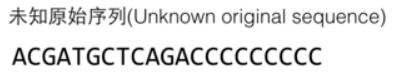 未知原始序列(Unknown original sequence)
ACGATGCTCAGACCCCCCCCC